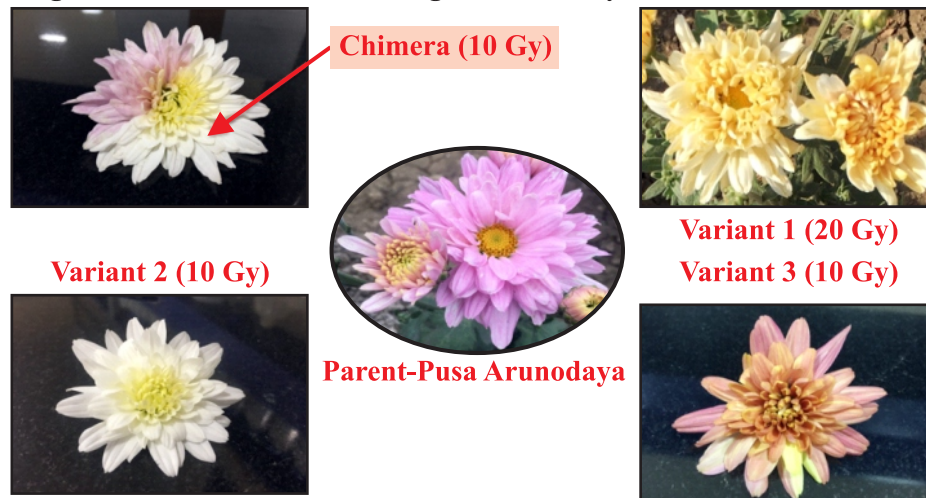 Chimera (10 Gy)
Variant 1 (20 Gy)
Variant 2 (10 Gy)
Variant 3 (10 Gy)
Parent-Pusa Arunodaya